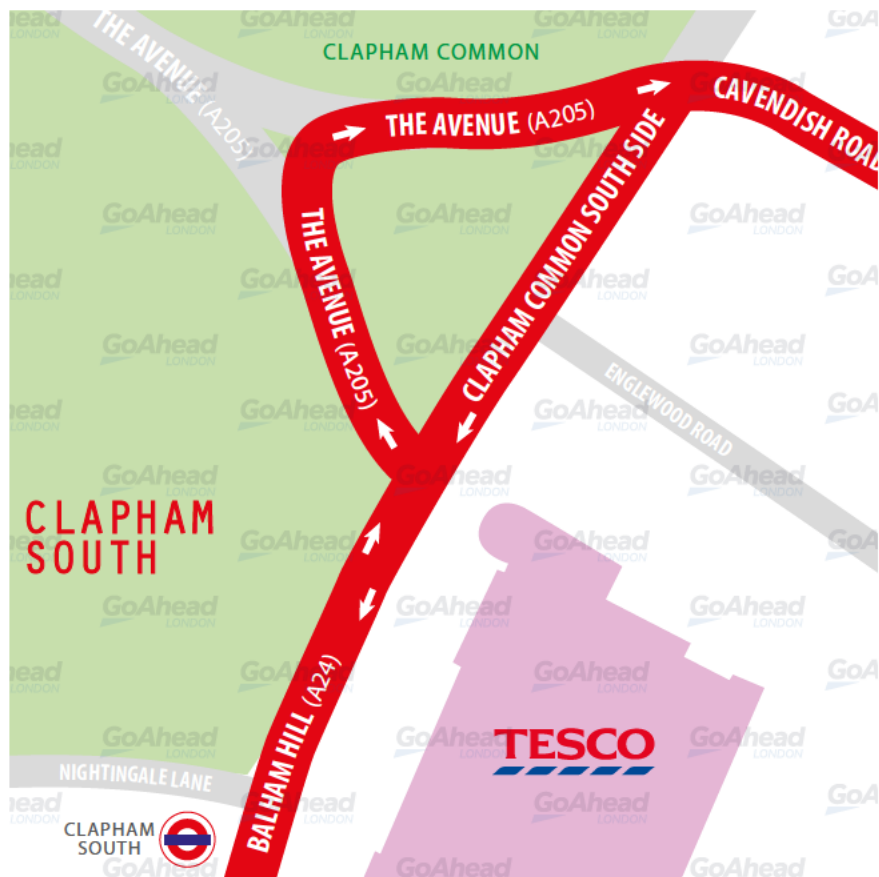 THE AVENUE (A205)
CLAPHAM COMMON
THE AVENUE (A205)
CAVENDISH ROAD
CLAPHAM COMMON SOUTH SIDE
THE AVENUE (A205)
ENGLEWOOD ROAD
CLAPHAM
SOUTH
BALHAM HILL (A24)
TESCO
NIGHTINGALE LANE
CLAPHAM
SOUTH
GoAhead
LONDON